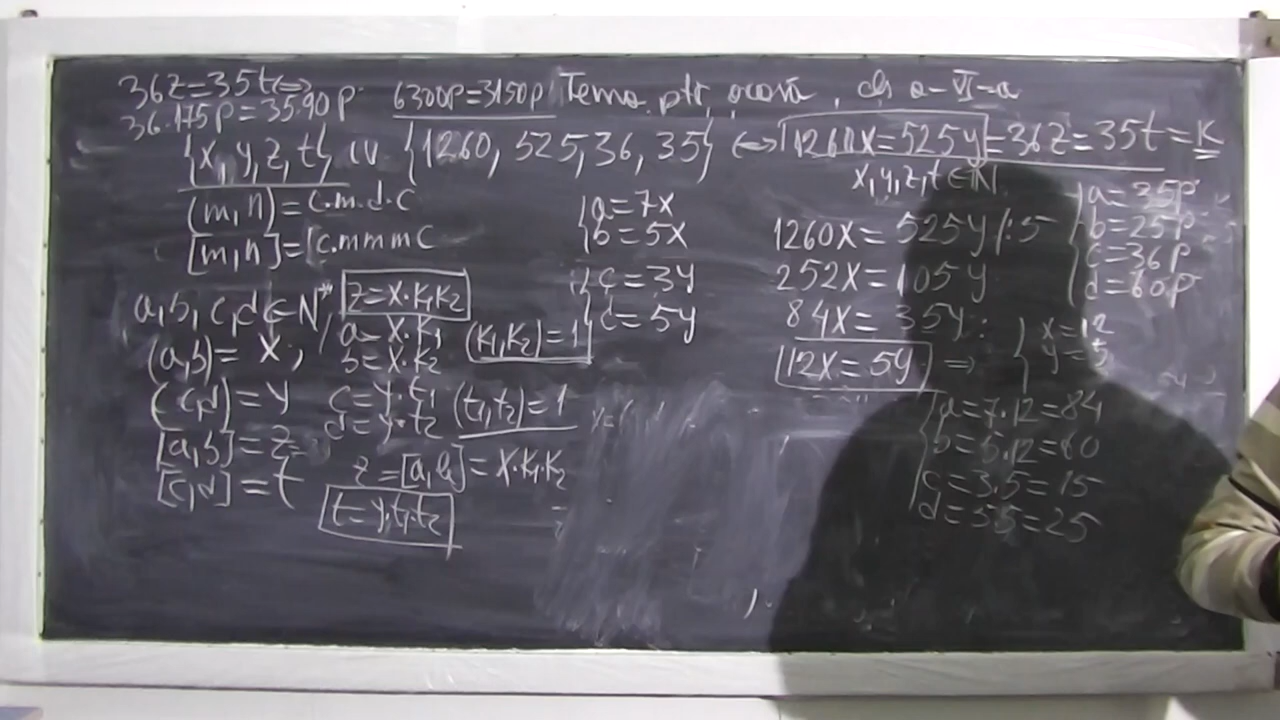 36z=35t<=>
36·175p=35·90p
6300p=3150p
Tema ptr acasă, cls a-VI-a
{x, y, z, t} cu {1260, 525, 36, 35} <-> 1260x=525y=36z=35t=K
x, y, z, t ∈ N
(m, n) = c.m.d.c
[m, n] = c.mmmc
a, b, c, d ∈ N*
(a, b) = x,
(c, d) = y
[a, b] = z
[c, d] = t
z=x·k1k2
a=x·k1
b=x·k2
(k1, k2)=1
c=y·t1
d=y·t2
(t1, t2)=1
z=[a, b]=x·k1·k2
t=y·t1·t2
a=7x
b=5x
c=3y
d=5y
1260x=525y /:5
252x=105y
84x=35y:
12x=5y =>
x=12
y=5
a=35p
b=25p
c=36p
d=60p
a=7·12=84
b=5·12=60
c=3·5=15
d=5·5=25